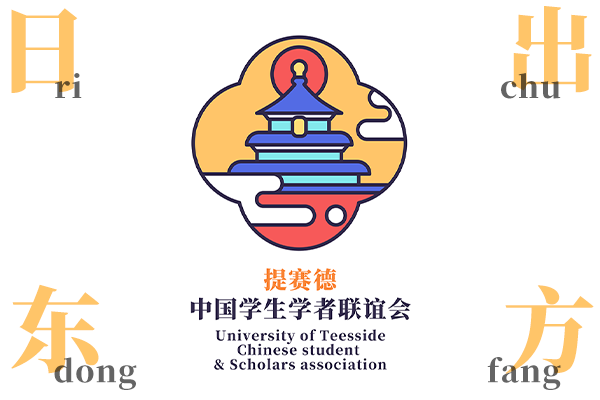 日
ri
出
chu
提赛德
中国学生学者联谊会
University of Teesside
Chinese student
& Scholars association
东
dong
方
fang